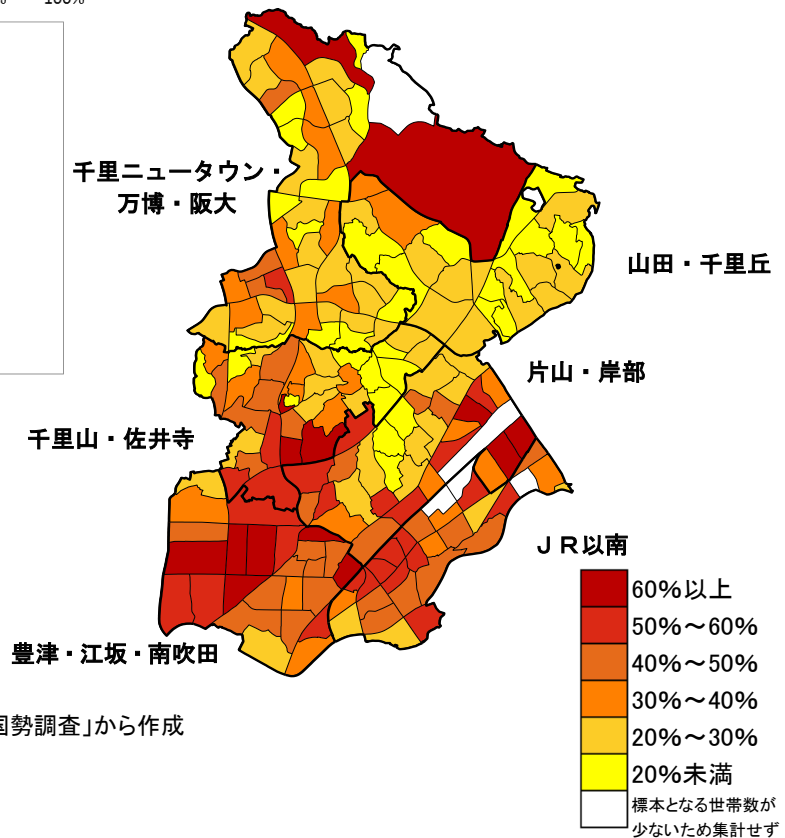 100%
千里ニュータウン・
万博・阪大
山田・千里丘
片山・岸部
千里山・佐井寺
JR以南
豊津・江坂・南吹田
60%以上
50%～60%
40%～50%
30%～40%
20%～30%
20%未満
標本となる世帯数が
少ないため集計せず
国勢調査」から作成